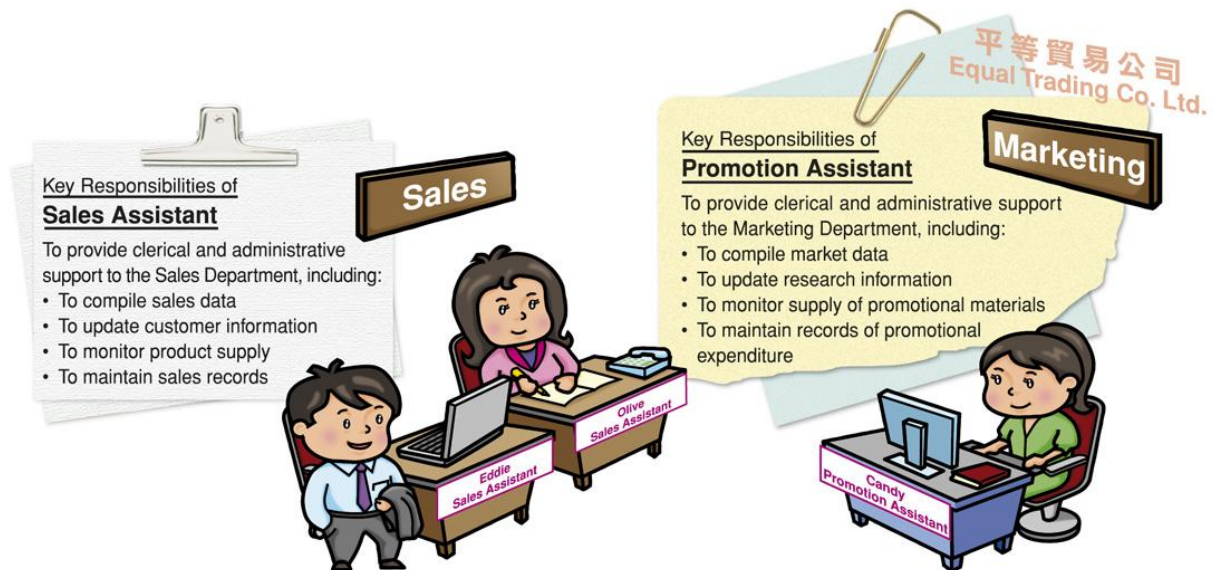 平等貿易公司
Equal Trading Co. Ltd.
Key Responsibilities of
Sales Assistant
To provide clerical and administrative
support to the Sales Department, including:
• To compile sales data
• To update customer information
• To monitor product supply
• To maintain sales records
Sales
Key Responsibilities of
Promotion Assistant
To provide clerical and administrative support
to the Marketing Department, including:
• To compile market data
• To update research information
• To monitor supply of promotional materials
• To maintain records of promotional
expenditure
Marketing
Olive
Sales Assistant
Eddie
Sales Assistant
Candy
Promotion Assistant